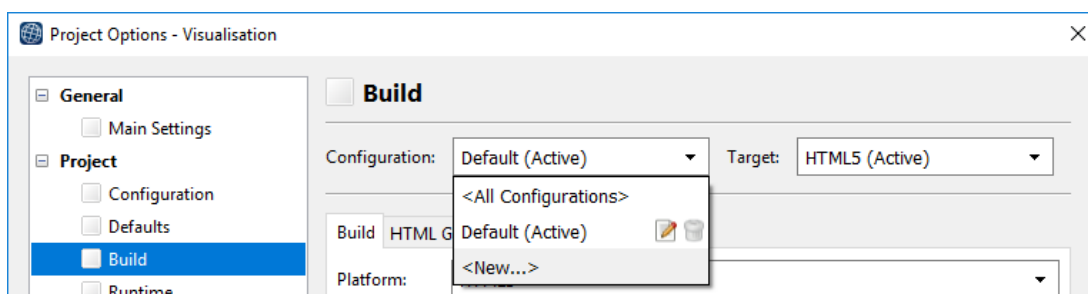 Project Options - Visualisation
General
Main Settings
Project
Configuration
Defaults
Build
Runtime
Build
Configuration: Default (Active) Target: HTML5 (Active)
<All Configurations>
Default (Active)
<New...>
Build HTML G
Platform: